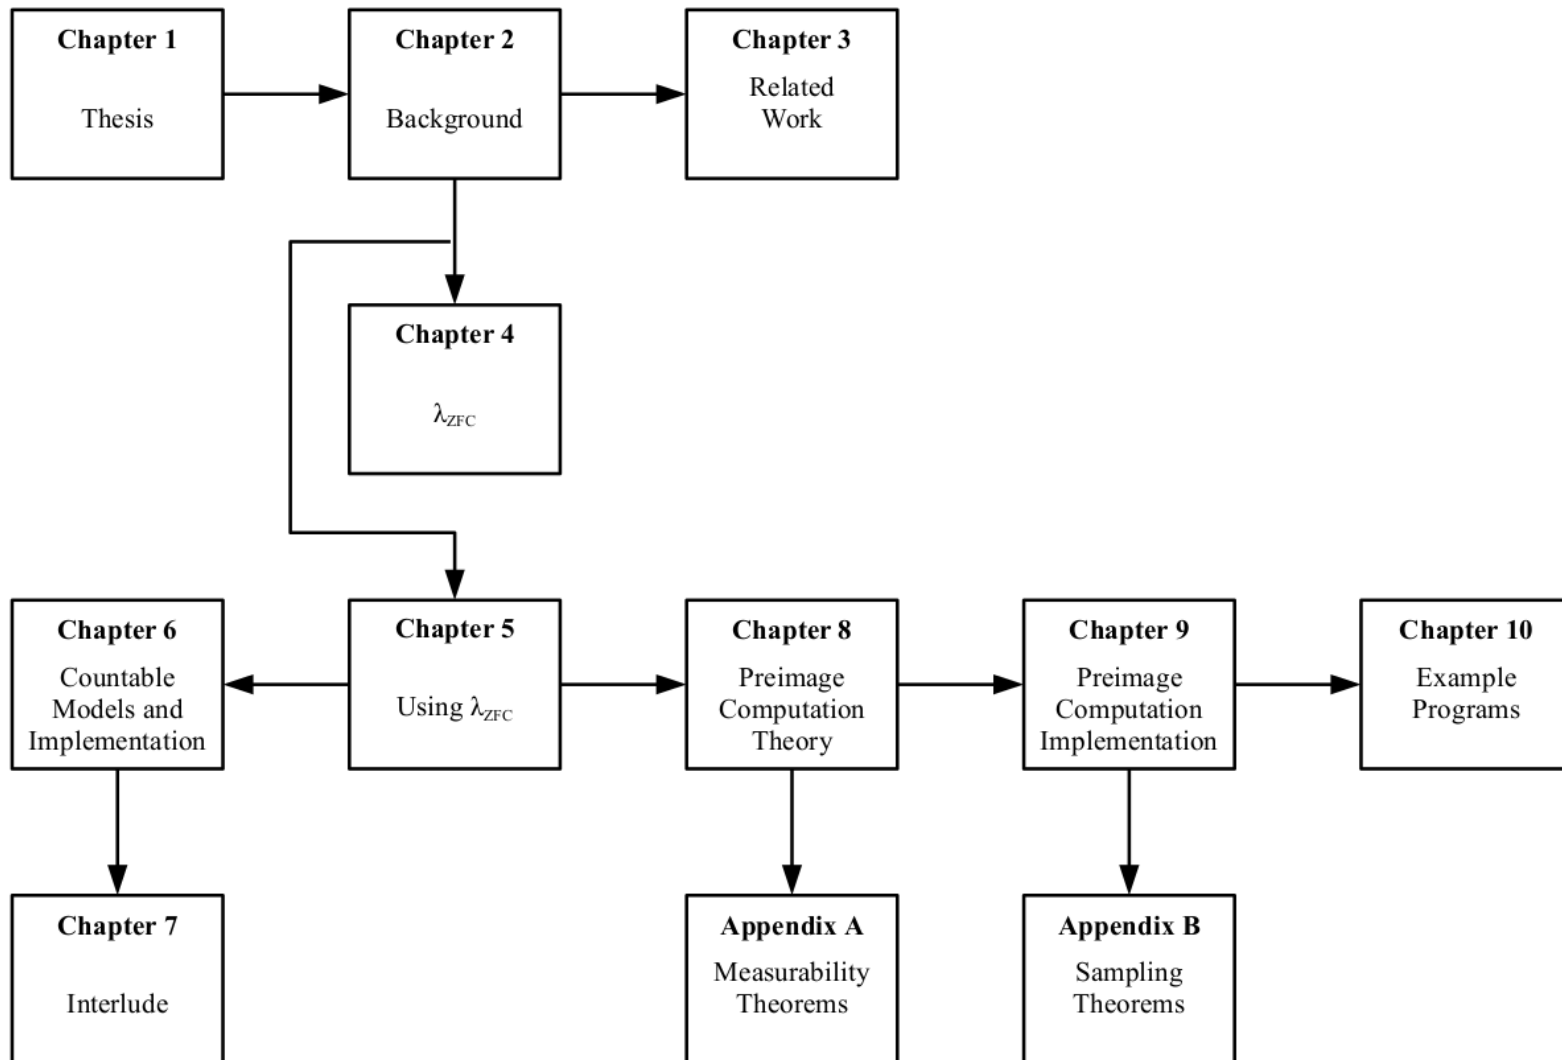 Chapter 1
Thesis
Chapter 2
Background
Chapter 3
Related
Work
Chapter 4
λZFC
Chapter 6
Countable
Models and
Implementation
Chapter 5
Using λZFC
Chapter 8
Preimage
Computation
Theory
Chapter 9
Preimage
Computation
Implementation
Chapter 10
Example
Programs
Chapter 7
Interlude
Appendix A
Measurability
Theorems
Appendix B
Sampling
Theorems